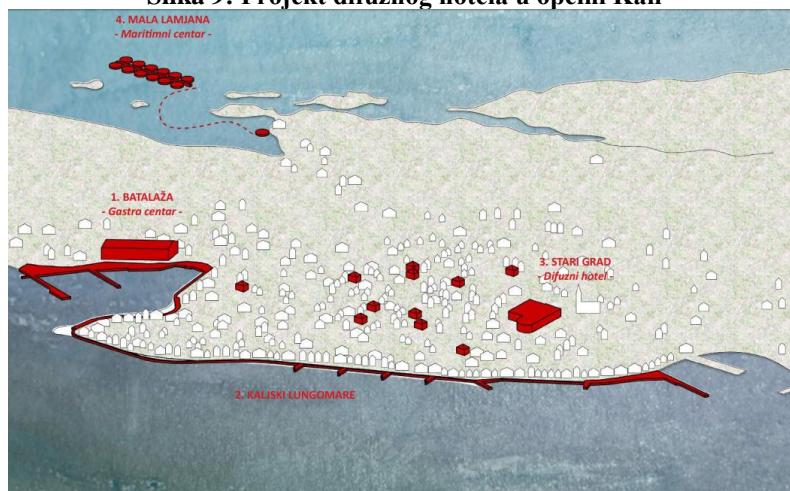 Slika 9: Projekt difuznog hotela u općini Kali
4. MALA LAMJANA
- Maritimni centar -
1. BATALAŽA
- Gastra centar -
3. STARI GRAD
- Difuzni hotel -
2. KALJSKI LUNGOMARE